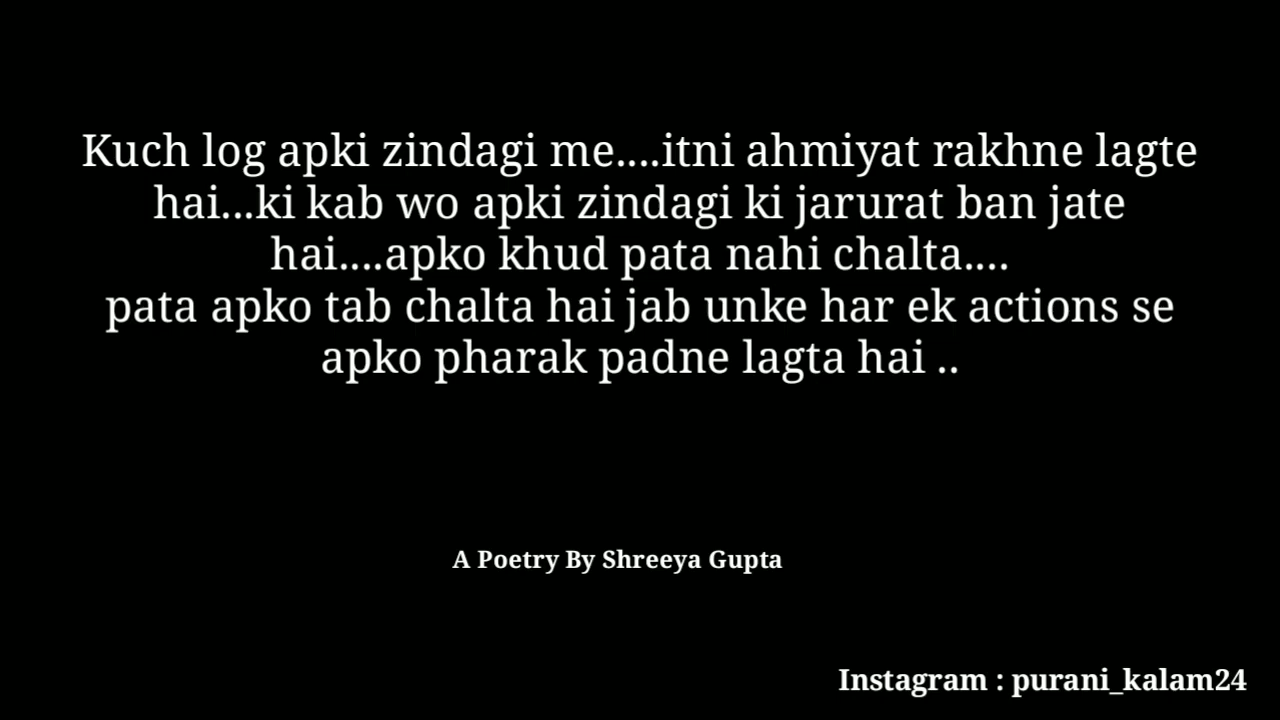 Kuch log apki zindagi me....itni ahmiyat rakhne lagte
hai...ki kab wo apki zindagi ki jarurat ban jate
hai....apko khud pata nahi chalta....
pata apko tab chalta hai jab unke har ek actions se
apko pharak padne lagta hai ..
A Poetry By Shreeya Gupta
Instagram : purani_kalam24